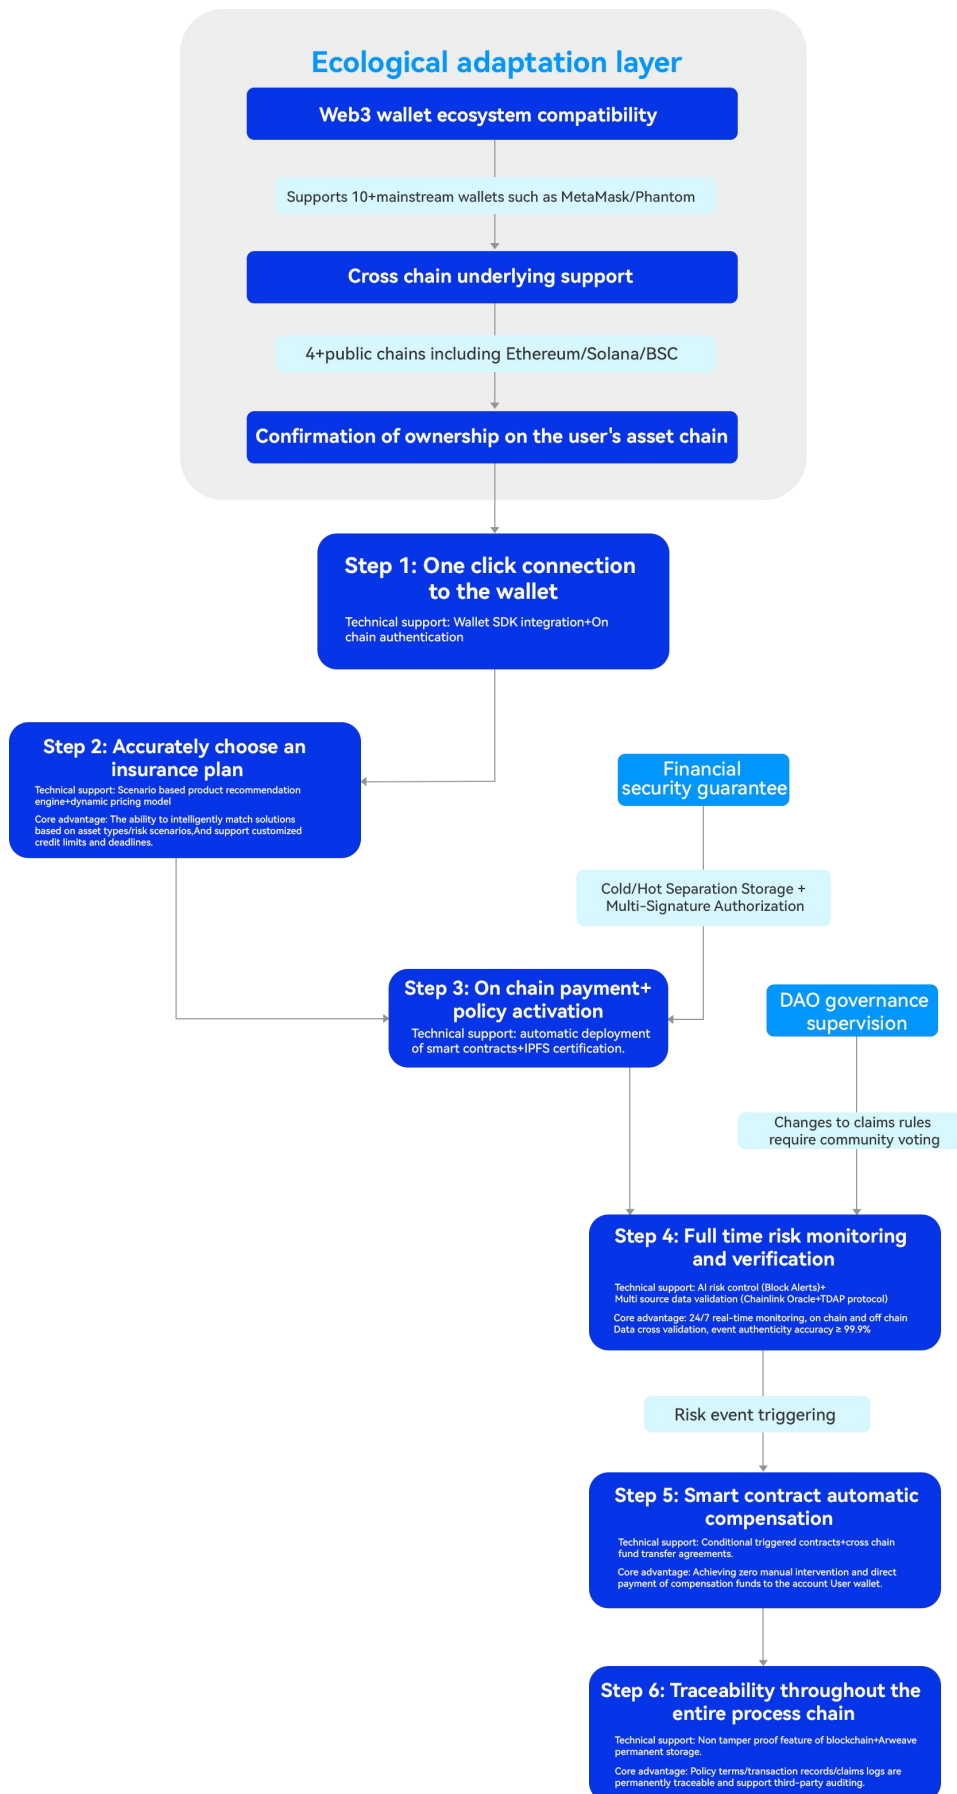 Ecological adaptation layer
Web3 wallet ecosystem compatibility
Supports 10+mainstream wallets such as MetaMask/Phantom
Cross chain underlying support
4+public chains including Ethereum/Solana/BSC
Confirmation of ownership on the user's asset chain
Step 1: One click connection
to the wallet
Technical support: Wallet SDK integration+On
chain authentication
Step 2: Accurately choose an
insurance plan
Technical support: Scenario based product recommendation
engine+dynamic pricing model
Core advantage: The ability to intelligently match solutions
based on asset types/risk scenarios,And support customized
credit limits and deadlines.
Financial
security guarantee
Cold/Hot Separation Storage +
Multi-Signature Authorization
Step 3: On chain payment+
policy activation
Technical support: automatic deployment
of smart contracts+IPFS certification.
DAO governance
supervision
Changes to claims rules
require community voting
Step 4: Full time risk monitoring
and verification
Technical support: AI risk control (Block Alerts)+
Multi source data validation (Chainlink Oracle+TDAP protocol)
Core advantage: 24/7 real-time monitoring, on chain and off chain
Data cross validation, event authenticity accuracy ≥ 99.9%
Risk event triggering
Step 5: Smart contract automatic
compensation
Technical support: Conditional triggered contracts+cross chain
fund transfer agreements.
Core advantage: Achieving zero manual intervention and direct
payment of compensation funds to the account User wallet.
Step 6: Traceability throughout the
entire process chain
Technical support: Non tamper proof feature of blockchain+Arweave
permanent storage.
Core advantage: Policy terms/transaction records/claims logs are
permanently traceable and support third-party auditing.